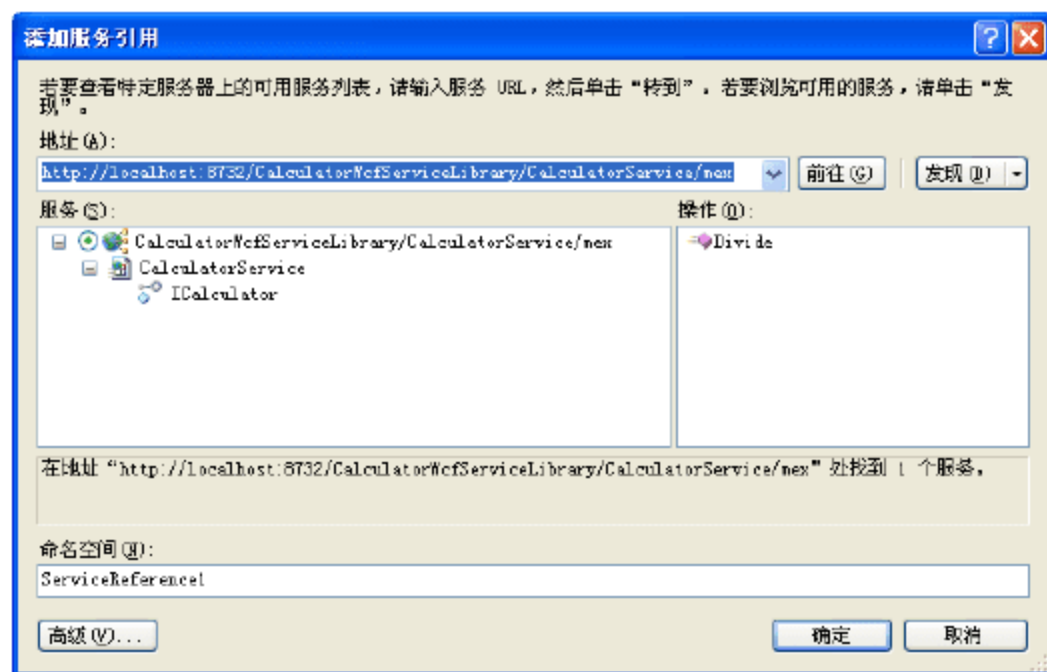 添加服务引用
若要查看特定服务器上的可用服务列表，请输入服务 URL，然后单击“转到”。若要浏览可用的服务，请单击“发
现”。
地址(A):
http://localhost:8732/CalculatorWcfServiceLibrary/CalculatorService/mex
前往(G)
发现(D)
服务(S):
操作(O):
CalculatorWcfServiceLibrary/CalculatorService/mex
Divide
CalculatorService
ICalculator
在地址“http://localhost:8732/CalculatorWcfServiceLibrary/CalculatorService/mex”处找到 1 个服务。
命名空间(N):
ServiceReference1
高级(V)...
确定
取消